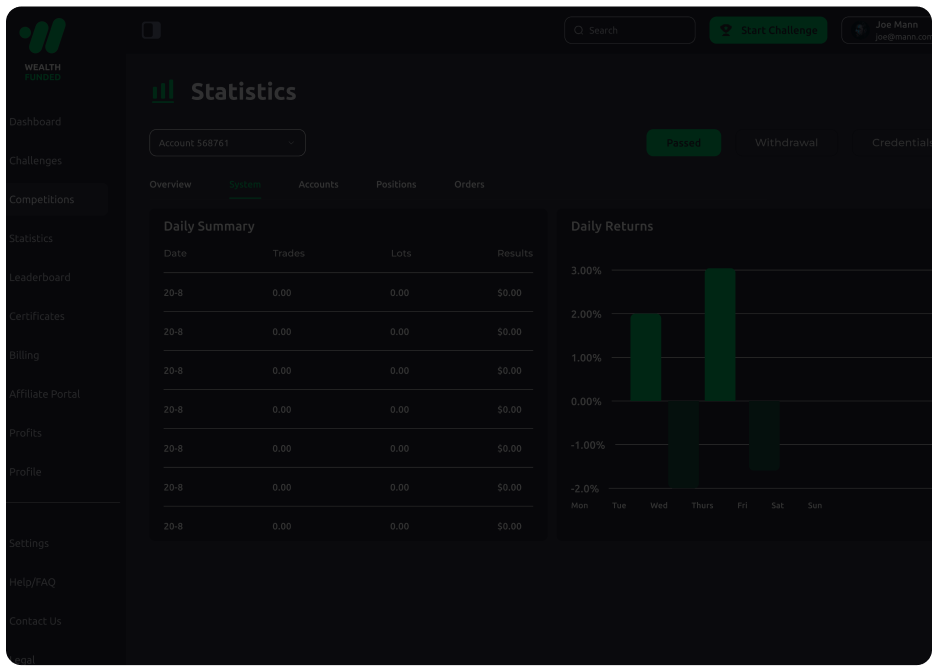 WEALTH
FUNDED
Search
Start Challenge
Joe Mann
joe@mann.com
Dashboard
Challenges
Competitions
Statistics
Leaderboard
Certificates
Billing
Affiliate Portal
Profits
Profile
Settings
Help/FAQ
Contact Us
Legal
Statistics
Account 568761
Passed
Withdrawal
Credentials
Overview
System
Accounts
Positions
Orders
Daily Summary
Date Trades Lots Results
20-8 0.00 0.00 $0.00
20-8 0.00 0.00 $0.00
20-8 0.00 0.00 $0.00
20-8 0.00 0.00 $0.00
20-8 0.00 0.00 $0.00
20-8 0.00 0.00 $0.00
20-8 0.00 0.00 $0.00
Daily Returns
3.00%
2.00%
1.00%
0.00%
-1.00%
-2.0%
Mon Tue Wed Thurs Fri Sat Sun